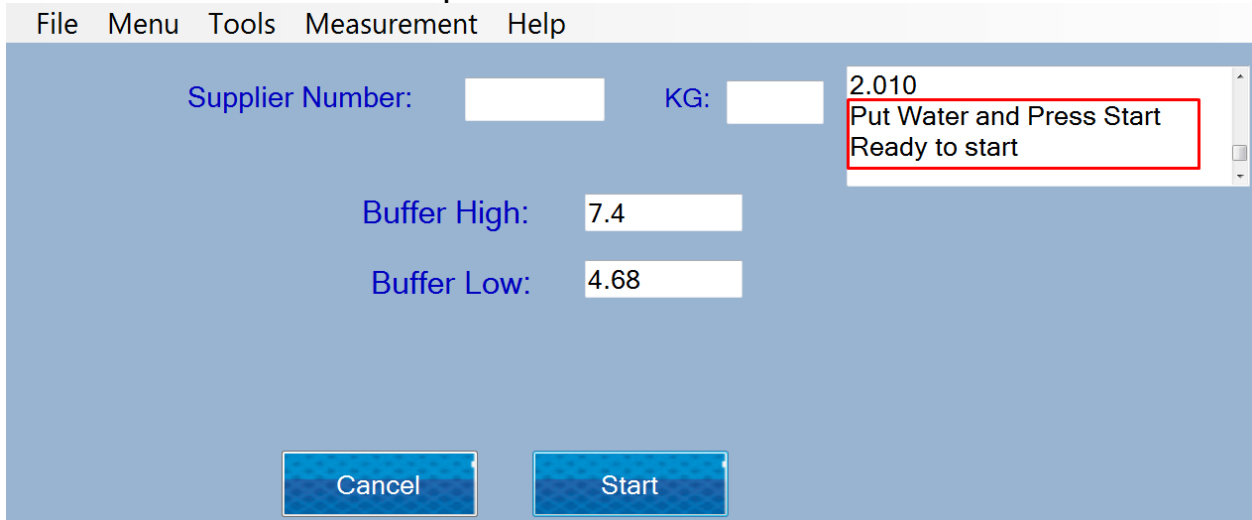 File Menu Tools Measurement Help
Supplier Number:
KG:
2.010
Put Water and Press Start
Ready to start
Buffer High: 7.4
Buffer Low: 4.68
Cancel
Start